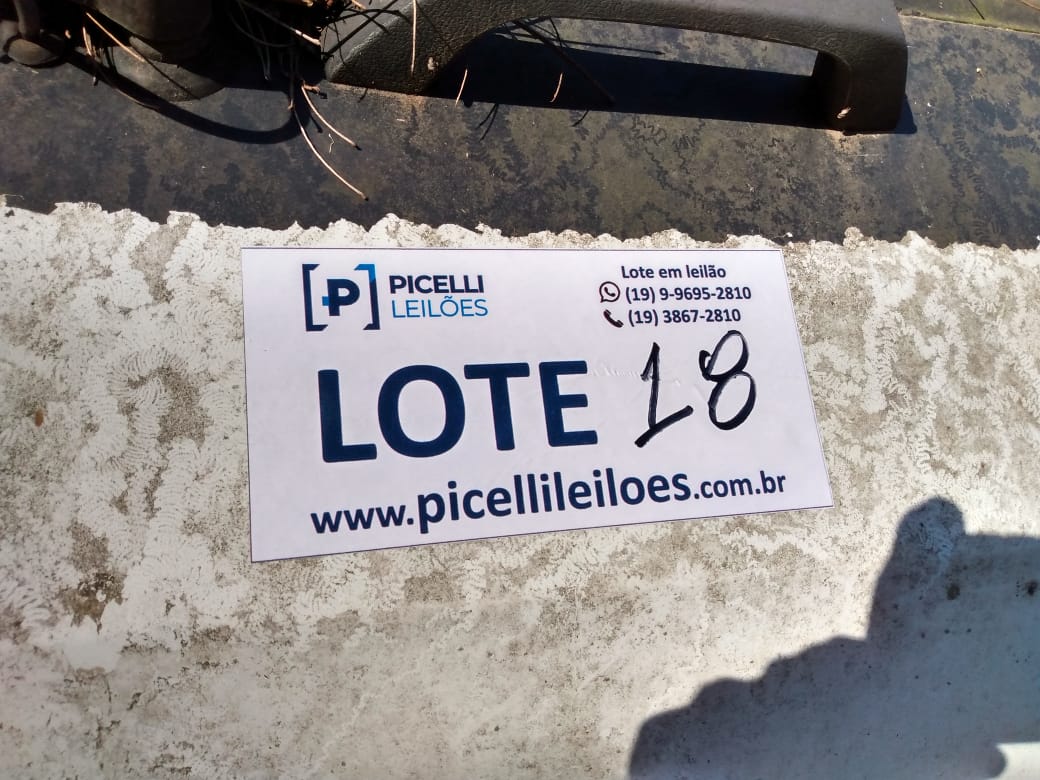 [P] PICELLI
LEILÕES
Lote em leilão
(19) 9-9695-2810
(19) 3867-2810
LOTE 18
www.picellileiloes.com.br